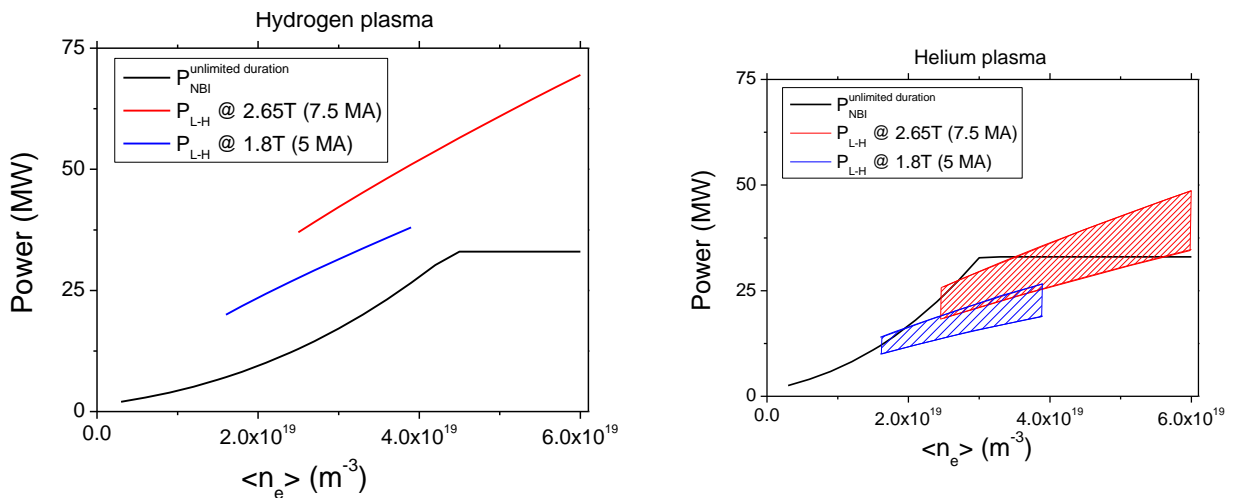 Hydrogen plasma
75
50
25
0
Power (MW)
P_NBI^unlimited duration
P_L-H @ 2.65T (7.5 MA)
P_L-H @ 1.8T (5 MA)
0.0
2.0x10^19
4.0x10^19
6.0x10^19
<n_e> (m^-3)
Helium plasma
75
50
25
0
Power (MW)
P_NBI^unlimited duration
P_L-H @ 2.65T (7.5 MA)
P_L-H @ 1.8T (5 MA)
0.0
2.0x10^19
4.0x10^19
6.0x10^19
<n_e> (m^-3)